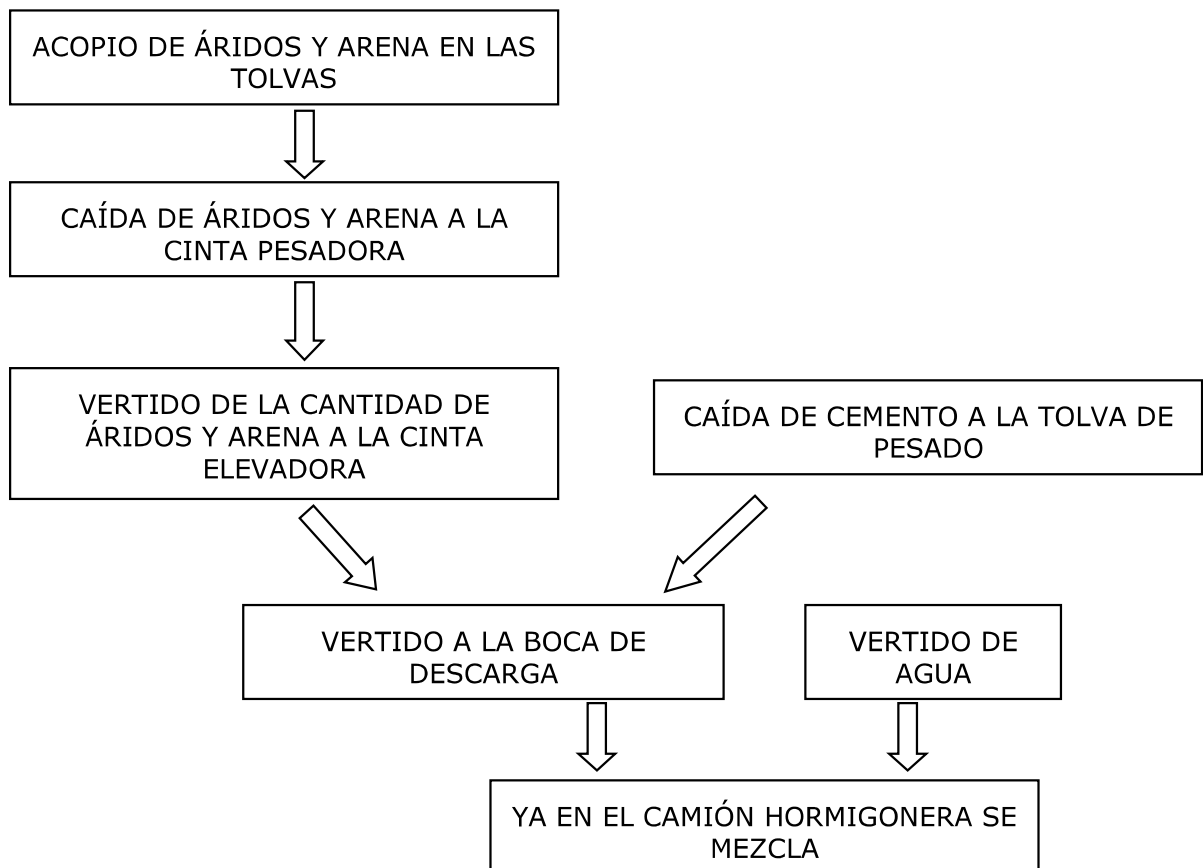 ACOPIO DE ÁRIDOS Y ARENA EN LAS
TOLVAS
CAÍDA DE ÁRIDOS Y ARENA A LA
CINTA PESADORA
VERTIDO DE LA CANTIDAD DE
ÁRIDOS Y ARENA A LA CINTA
ELEVADORA
CAÍDA DE CEMENTO A LA TOLVA DE
PESADO
VERTIDO A LA BOCA DE
DESCARGA
VERTIDO DE
AGUA
YA EN EL CAMIÓN HORMIGONERA SE
MEZCLA